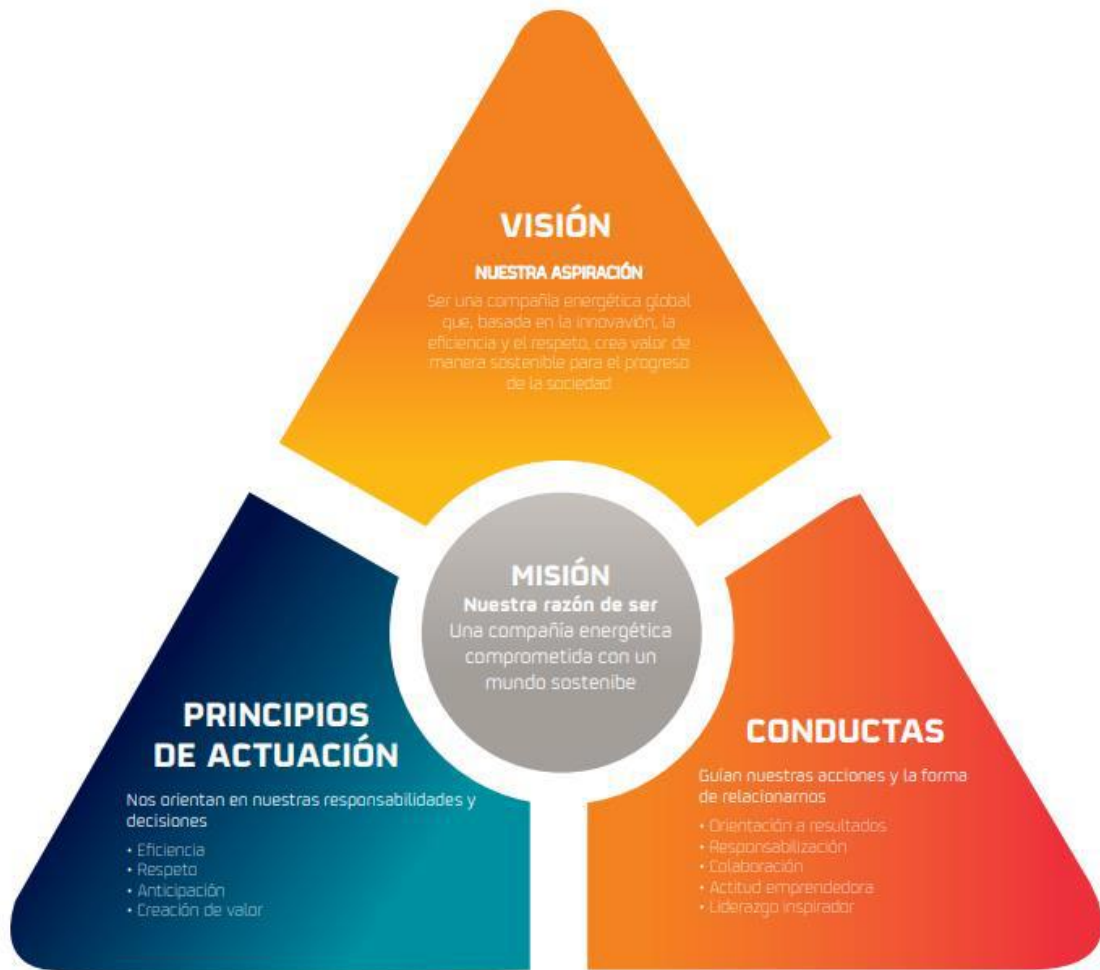 VISIÓN
NUESTRA ASPIRACIÓN
Ser una compañía energética global
que, basada en la innovavión, la
eficiencia y el respeto, crea valor de
manera sostenible para el progreso
de la sociedad
MISIÓN
Nuestra razón de ser
Una compañía energética
comprometida con un
mundo sostenibe
PRINCIPIOS
DE ACTUACIÓN
Nos orientan en nuestras responsabilidades y
decisiones
• Eficiencia
• Respeto
• Anticipación
• Creación de valor
CONDUCTAS
Guían nuestras acciones y la forma
de relacionarnos
• Orientación a resultados
• Responsabilización
• Colaboración
• Actitud emprendedora
• Liderazgo inspirador